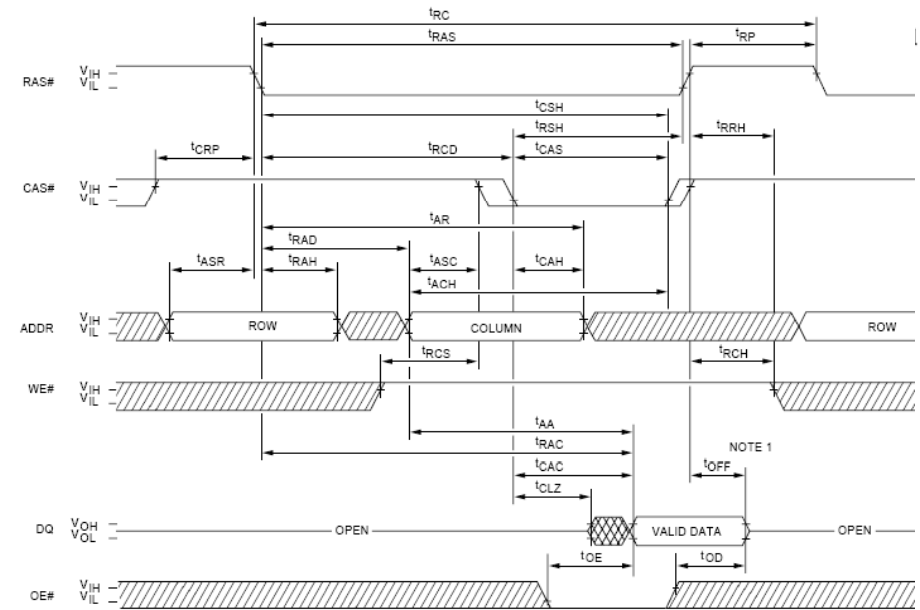 tRC
tRAS
tRP
RAS# VIH
VIL
tCSH
tRSH
tRRH
tCRP
tRCD
tCAS
CAS# VIH
VIL
tAR
tRAD
tASR
tRAH
tASC
tCAH
tACH
ADDR VIH
VIL
ROW
COLUMN
ROW
tRCS
tRCH
WE# VIH
VIL
tAA
tRAC
NOTE 1
tCAC
tOFF
tCLZ
DQ VOH
VOL
OPEN
VALID DATA
OPEN
tOE
tOD
OE# VIH
VIL